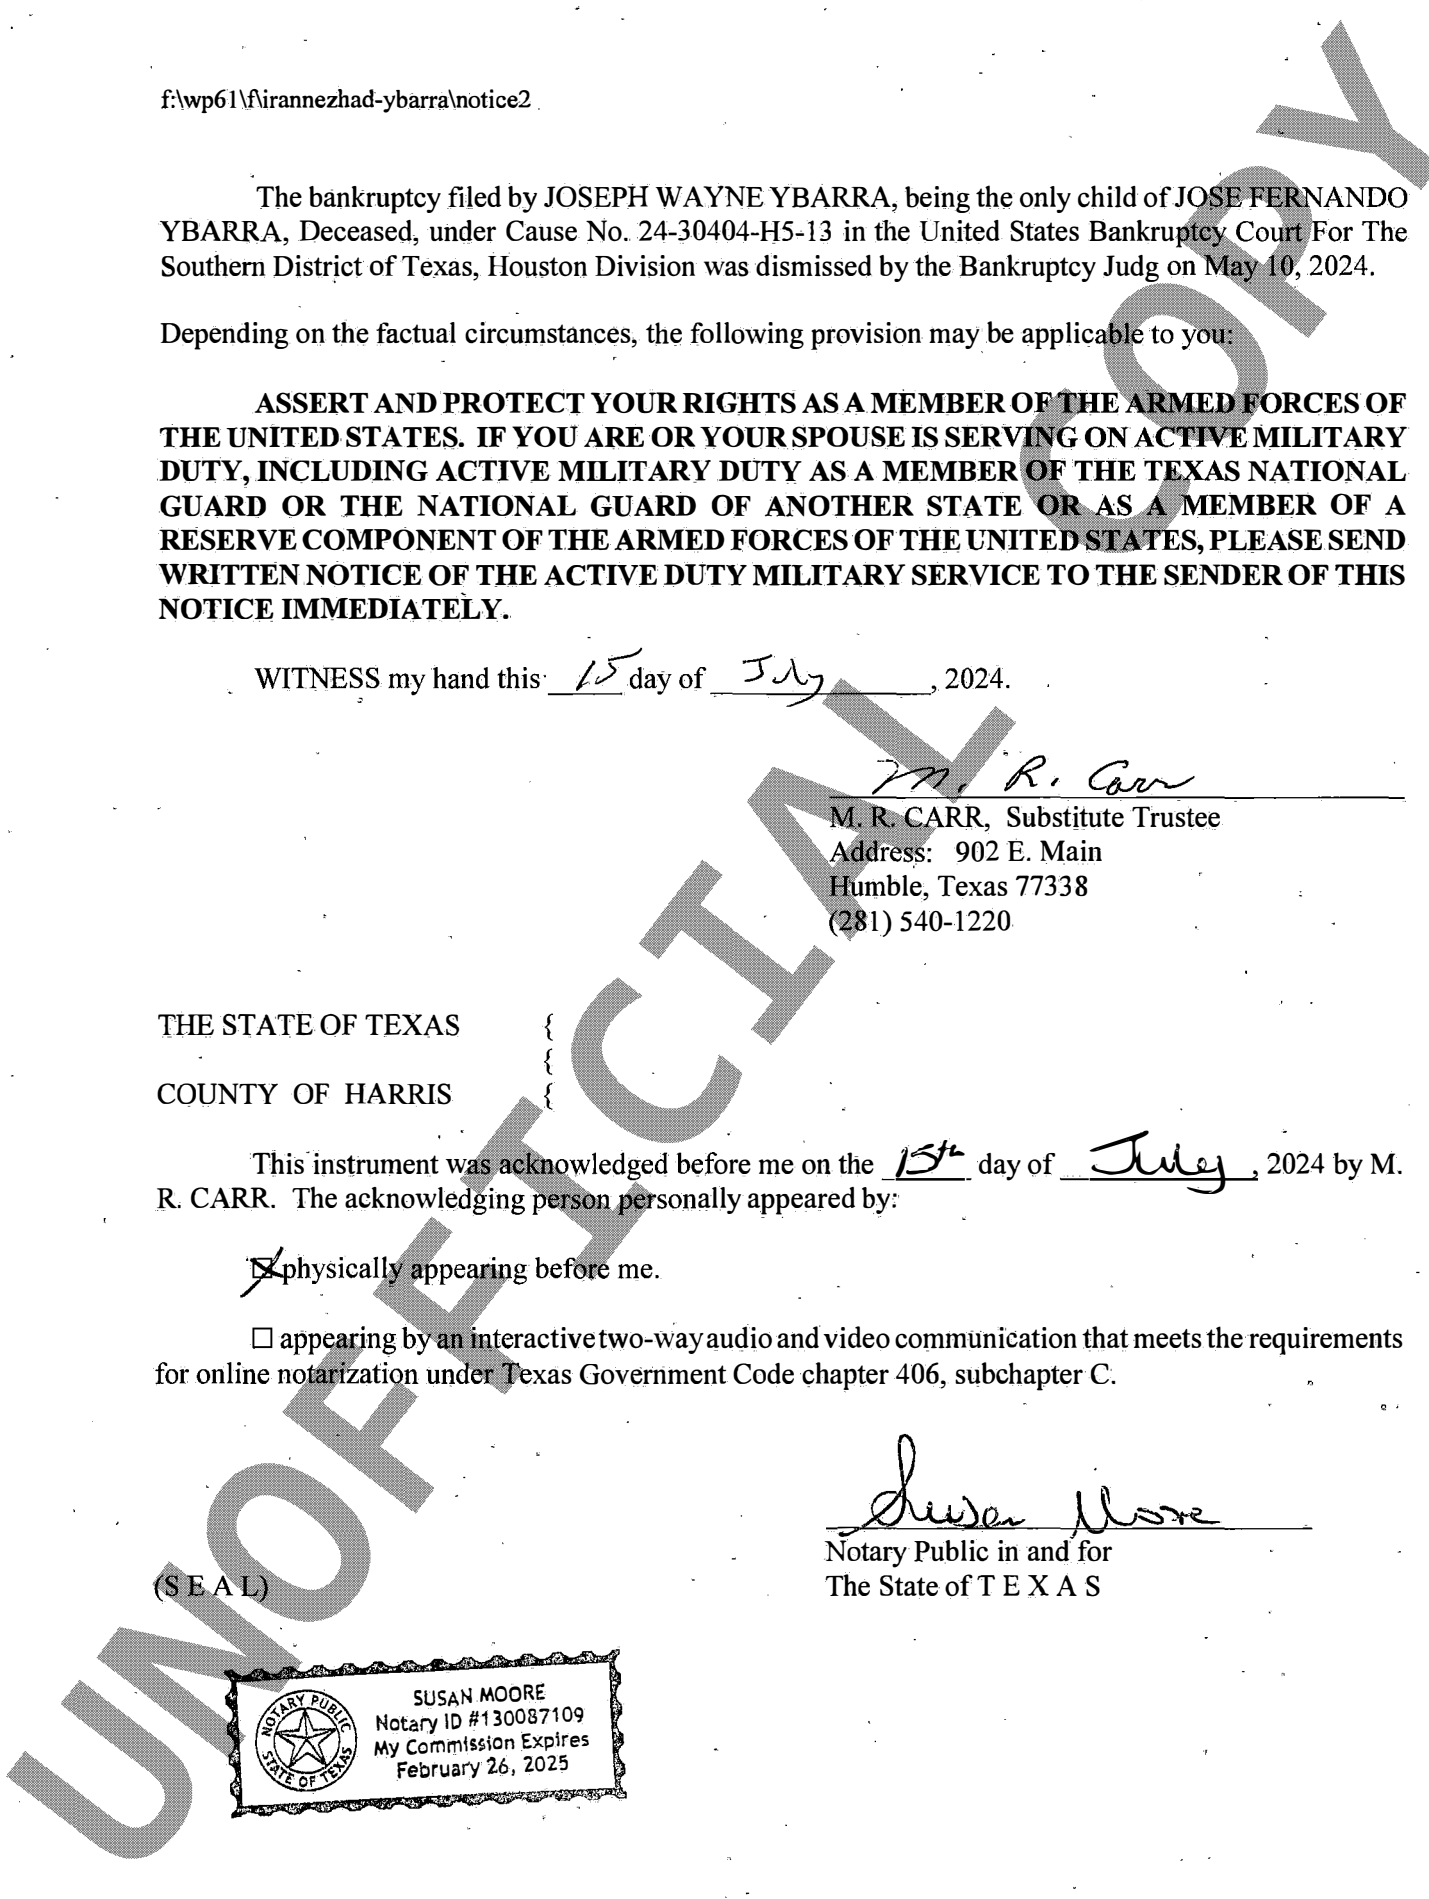 f:\wp61\f\irannezhad-ybarra\notice2
The bankruptcy filed by JOSEPH WAYNE YBARRA, being the only child of JOSE FERNANDO
YBARRA, Deceased, under Cause No. 24-30404-H5-13 in the United States Bankruptcy Court For The
Southern District of Texas, Houston Division was dismissed by the Bankruptcy Judg on May 10, 2024.
Depending on the factual circumstances, the following provision may be applicable to you:
ASSERT AND PROTECT YOUR RIGHTS AS A MEMBER OF THE ARMED FORCES OF
THE UNITED STATES. IF YOU ARE OR YOUR SPOUSE IS SERVING ON ACTIVE MILITARY
DUTY, INCLUDING ACTIVE MILITARY DUTY AS A MEMBER OF THE TEXAS NATIONAL
GUARD OR THE NATIONAL GUARD OF ANOTHER STATE OR AS A MEMBER OF A
RESERVE COMPONENT OF THE ARMED FORCES OF THE UNITED STATES, PLEASE SEND
WRITTEN NOTICE OF THE ACTIVE DUTY MILITARY SERVICE TO THE SENDER OF THIS
NOTICE IMMEDIATELY.
WITNESS my hand this 15 day of July, 2024.
M. R. Carr
M. R. CARR, Substitute Trustee
Address: 902 E. Main
Humble, Texas 77338
(281) 540-1220
THE STATE OF TEXAS {
{
COUNTY OF HARRIS {
This instrument was acknowledged before me on the 15th day of July, 2024 by M.
R. CARR. The acknowledging person personally appeared by:
☒ physically appearing before me.
☐ appearing by an interactive two-way audio and video communication that meets the requirements
for online notarization under Texas Government Code chapter 406, subchapter C.
Susan Moore
Notary Public in and for
The State of T E X A S
(S E A L)
SUSAN MOORE
Notary ID #130087109
My Commission Expires
February 26, 2025
NOTARY PUBLIC
STATE OF TEXAS
UNOFFICIAL COPY